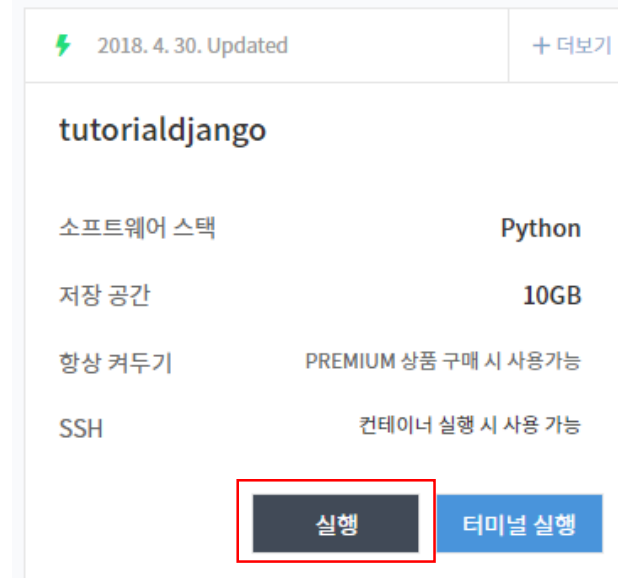 2018. 4. 30. Updated
+ 더보기
tutorialdjango
소프트웨어 스택 Python
저장 공간 10GB
항상 켜두기 PREMIUM 상품 구매 시 사용가능
SSH 컨테이너 실행 시 사용 가능
실행 터미널 실행